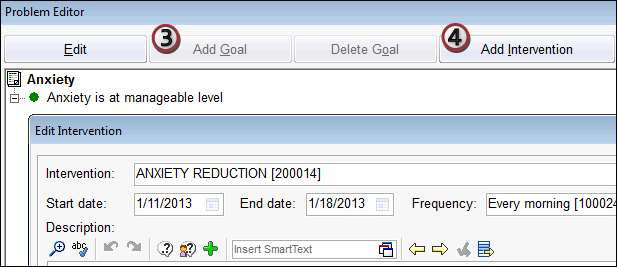 Problem Editor
Edit 3 Add Goal Delete Goal 4 Add Intervention
Anxiety
Anxiety is at manageable level
Edit Intervention
Intervention: ANXIETY REDUCTION [200014]
Start date: 1/11/2013 End date: 1/18/2013 Frequency: Every morning [100024
Description:
abc Insert SmartText